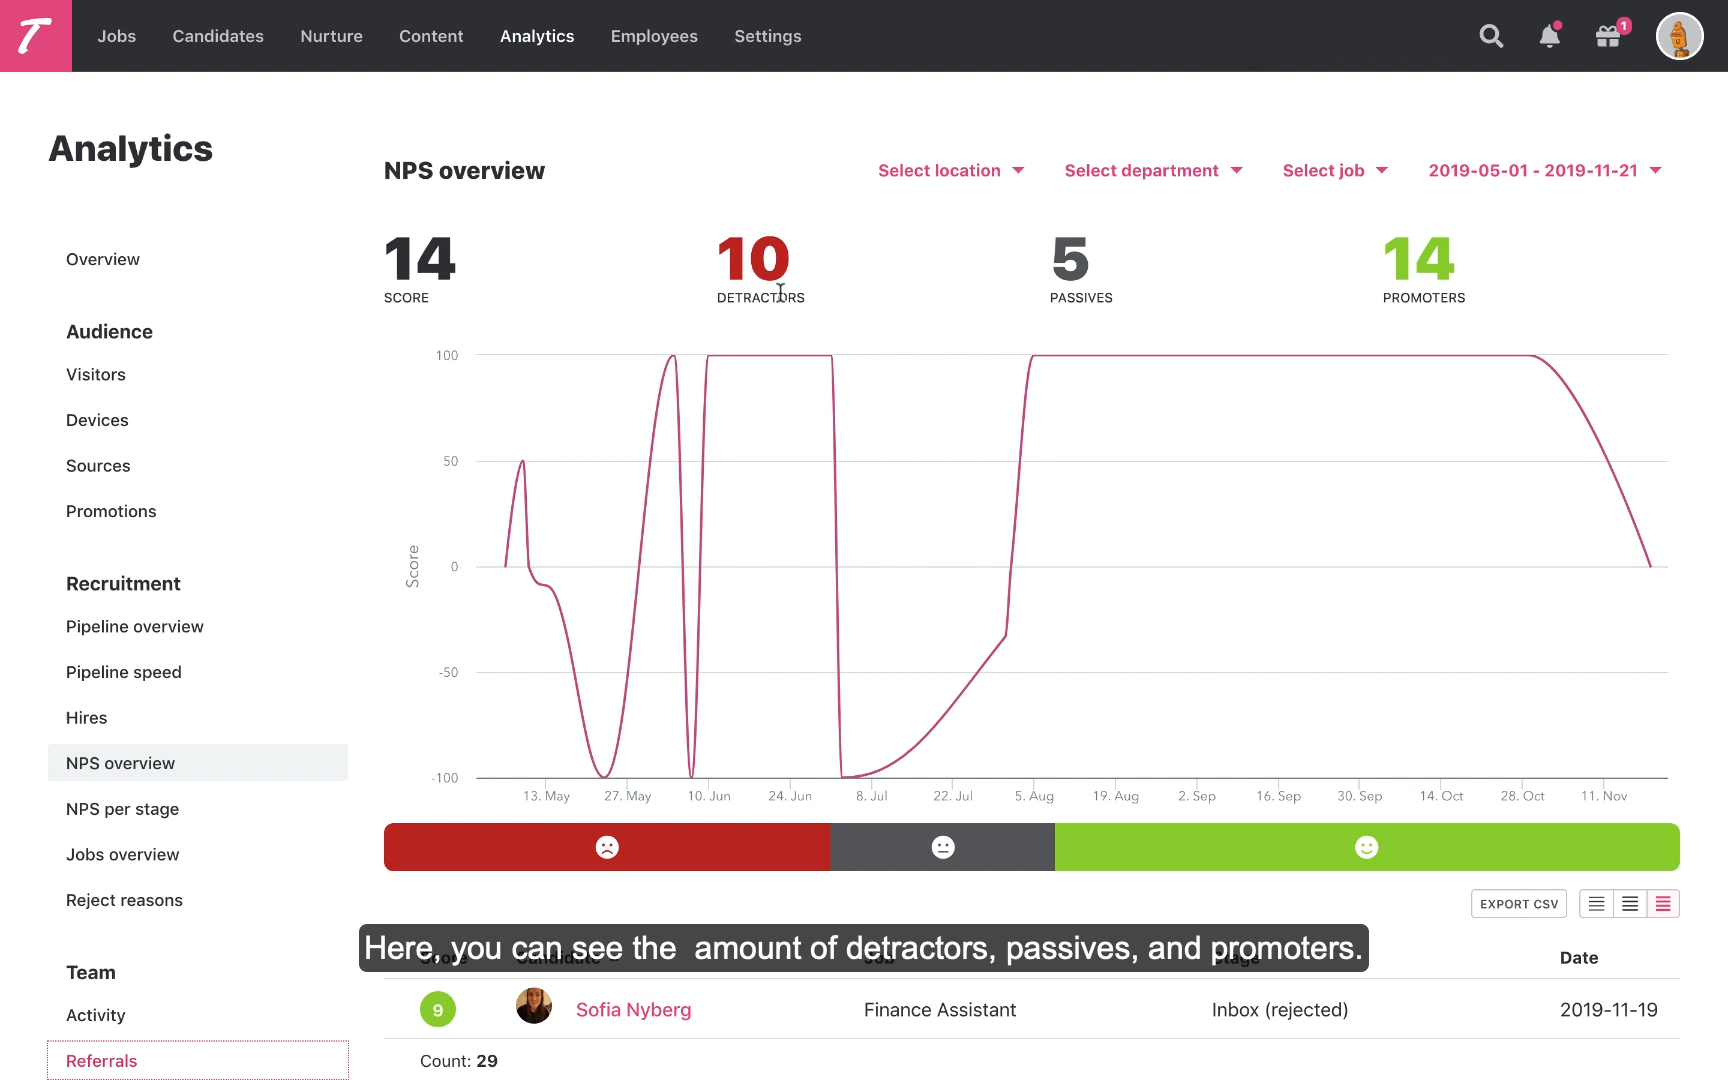 Jobs Candidates Nurture Content Analytics Employees Settings 1
Analytics
Overview
Audience
Visitors
Devices
Sources
Promotions
Recruitment
Pipeline overview
Pipeline speed
Hires
NPS overview
NPS per stage
Jobs overview
Reject reasons
Team
Activity
Referrals
NPS overview Select location Select department Select job 2019-05-01 - 2019-11-21
14 10 5 14
SCORE DETRACTORS PASSIVES PROMOTERS
100
50
0
-50
-100
Score
13. May 27. May 10. Jun 24. Jun 8. Jul 22. Jul 5. Aug 19. Aug 2. Sep 16. Sep 30. Sep 14. Oct 28. Oct 11. Nov
EXPORT CSV
Here, you can see the amount of detractors, passives, and promoters.
Score Candidate Job Stage Date
9 Sofia Nyberg Finance Assistant Inbox (rejected) 2019-11-19
Count: 29